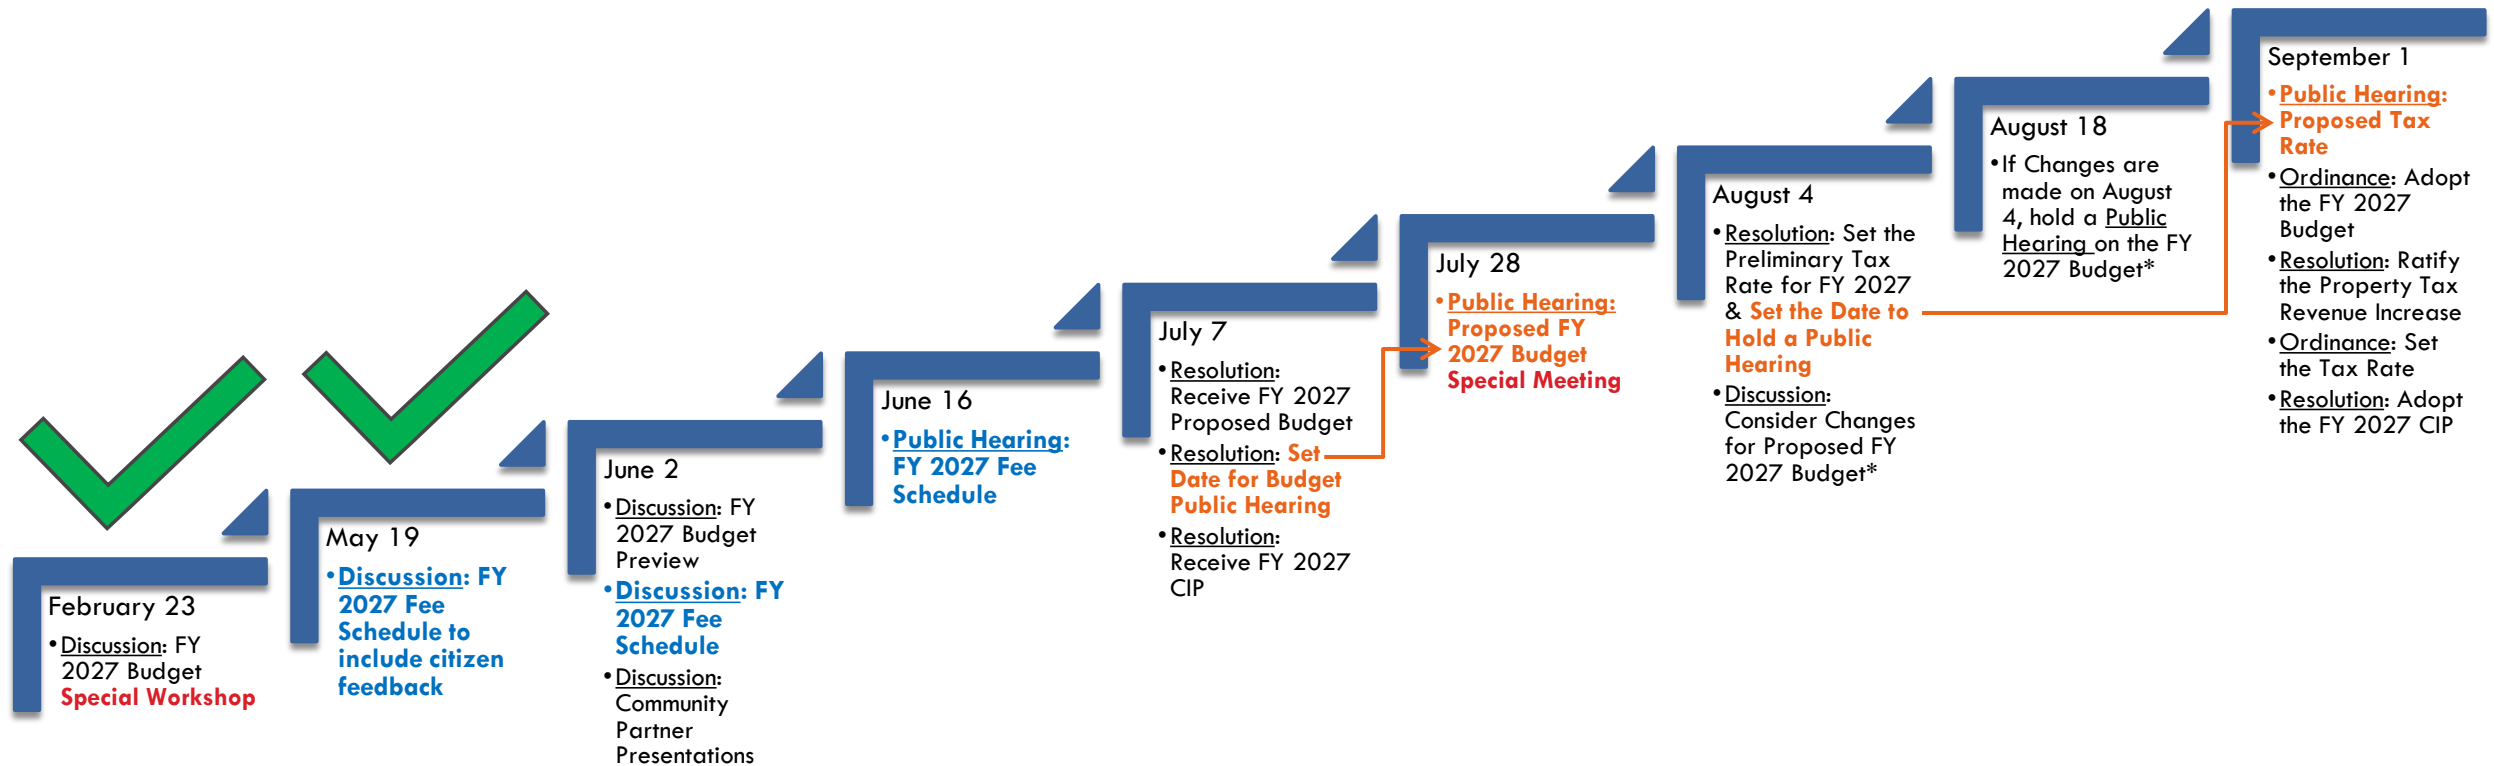 February 23
•Discussion: FY
2027 Budget
Special Workshop
May 19
•Discussion: FY
2027 Fee
Schedule to
include citizen
feedback
June 2
•Discussion: FY
2027 Budget
Preview
•Discussion: FY
2027 Fee
Schedule
•Discussion:
Community
Partner
Presentations
June 16
•Public Hearing:
FY 2027 Fee
Schedule
July 7
•Resolution:
Receive FY 2027
Proposed Budget
•Resolution: Set
Date for Budget
Public Hearing
•Resolution:
Receive FY 2027
CIP
July 28
•Public Hearing:
Proposed FY
2027 Budget
Special Meeting
August 4
•Resolution: Set the
Preliminary Tax
Rate for FY 2027
& Set the Date to
Hold a Public
Hearing
•Discussion:
Consider Changes
for Proposed FY
2027 Budget*
August 18
•If Changes are
made on August
4, hold a Public
Hearing on the FY
2027 Budget*
September 1
•Public Hearing:
Proposed Tax
Rate
•Ordinance: Adopt
the FY 2027
Budget
•Resolution: Ratify
the Property Tax
Revenue Increase
•Ordinance: Set
the Tax Rate
•Resolution: Adopt
the FY 2027 CIP